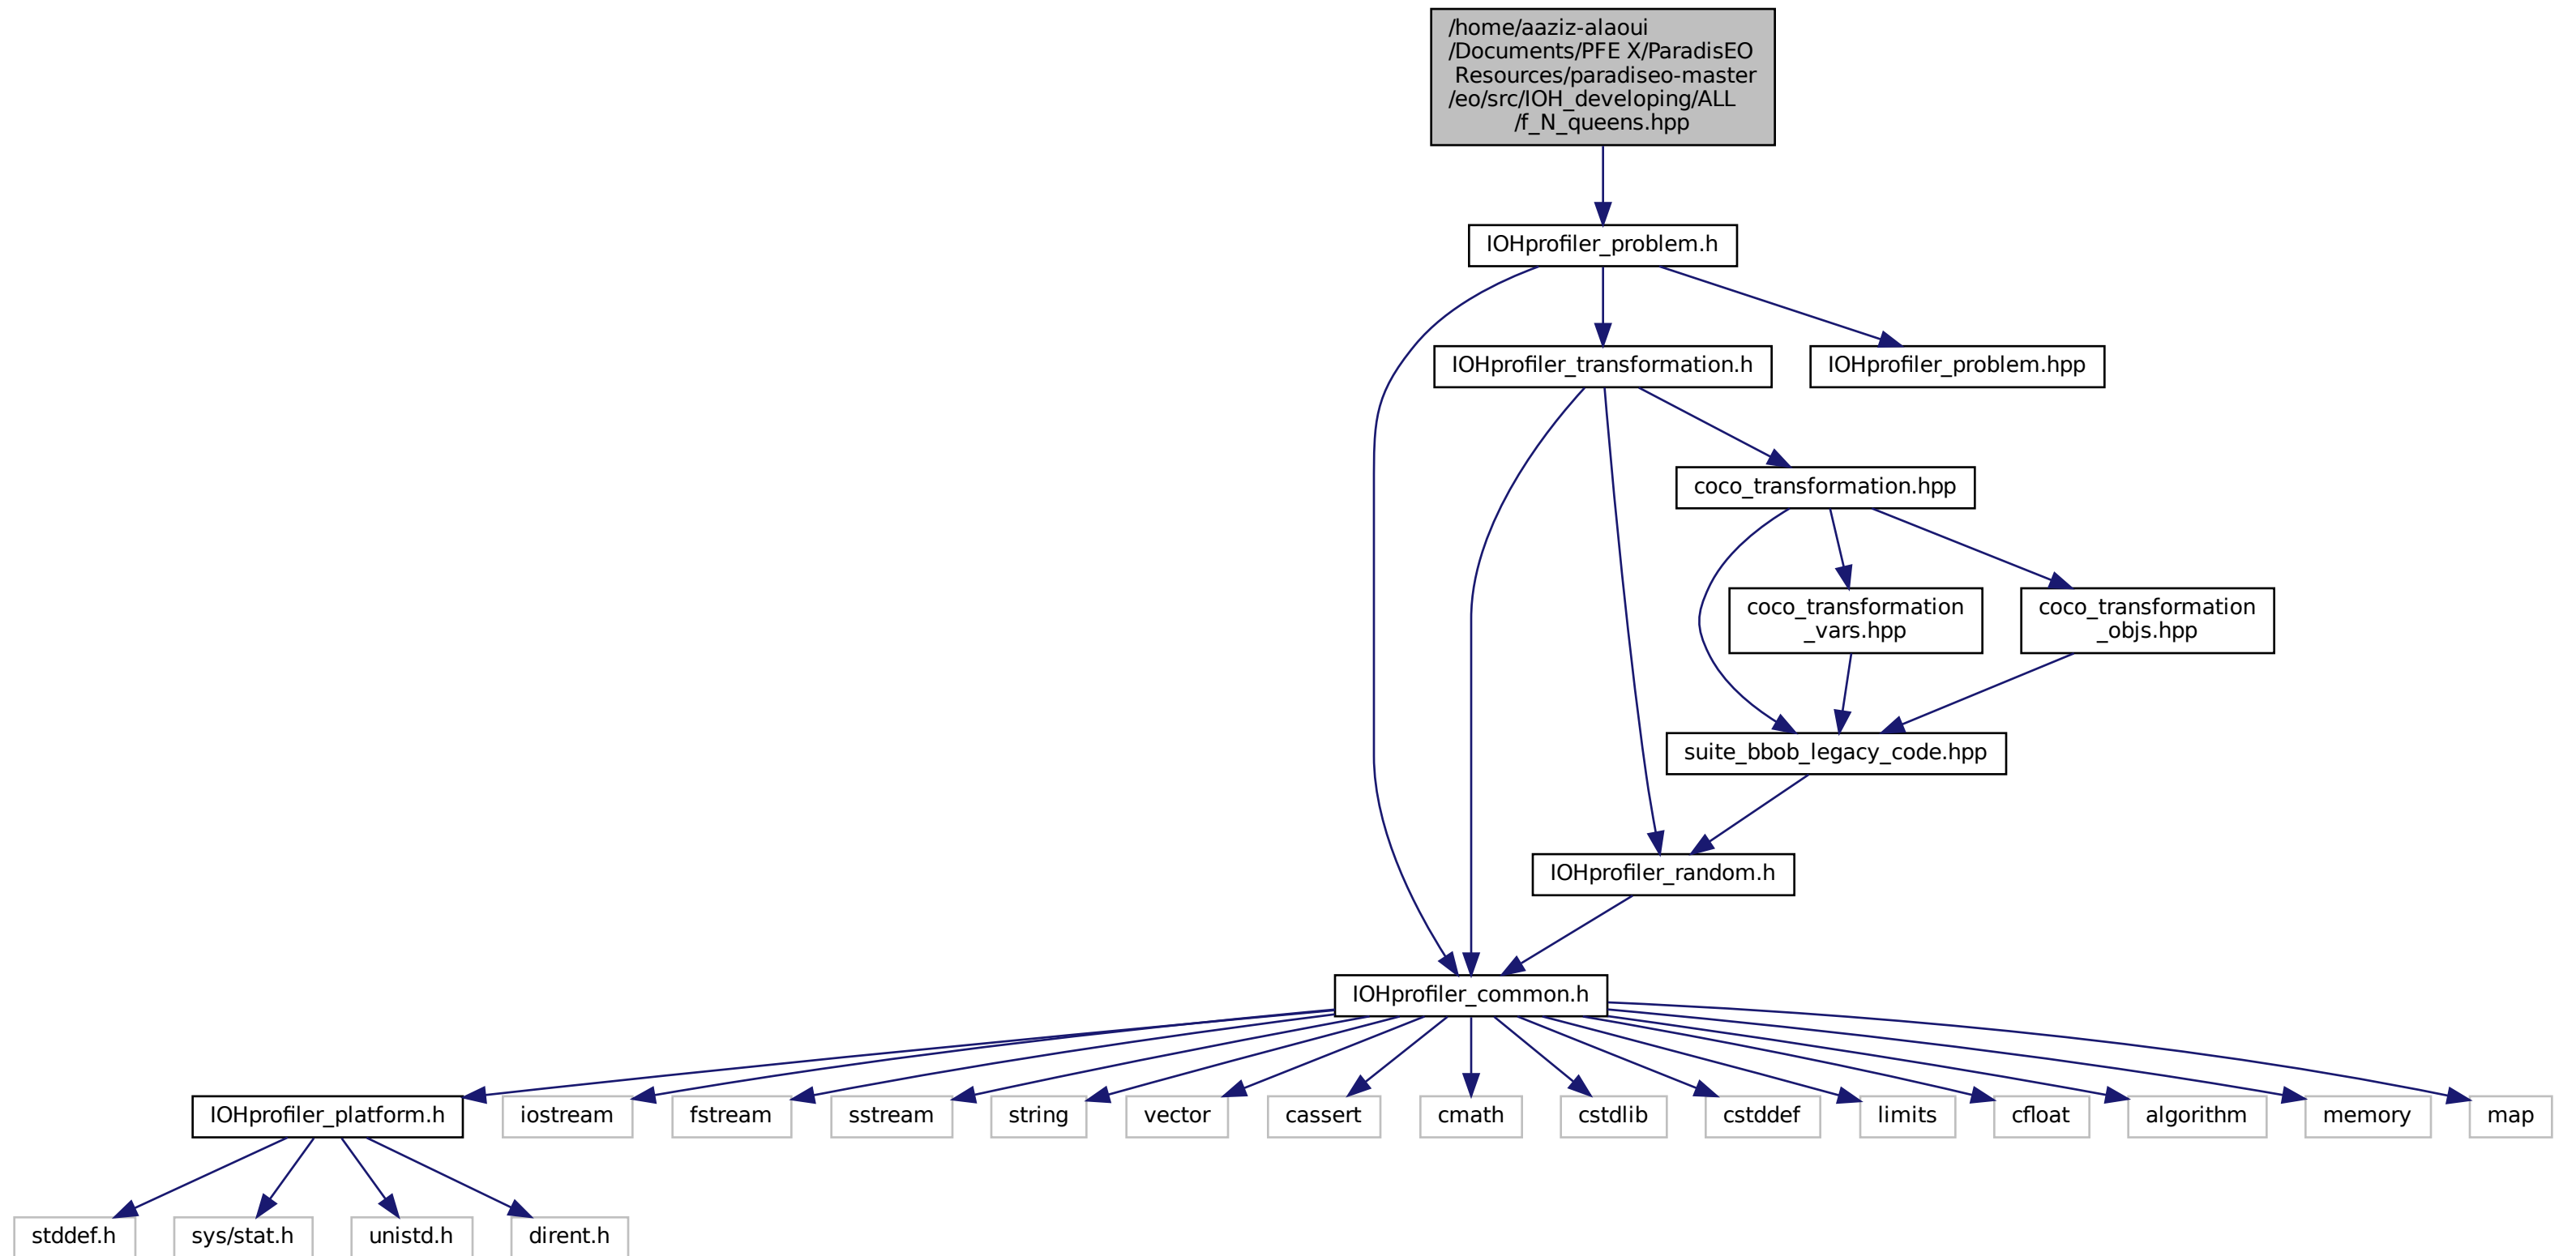 /home/aaziz-alaoui
/Documents/PFE X/ParadisEO
Resources/paradiseo-master
/eo/src/IOH_developing/ALL
/f_N_queens.hpp
IOHprofiler_problem.h
IOHprofiler_transformation.h
IOHprofiler_problem.hpp
coco_transformation.hpp
coco_transformation
_vars.hpp
coco_transformation
_objs.hpp
suite_bbob_legacy_code.hpp
IOHprofiler_random.h
IOHprofiler_common.h
IOHprofiler_platform.h
iostream
fstream
sstream
string
vector
cassert
cmath
cstdlib
cstddef
limits
cfloat
algorithm
memory
map
stddef.h
sys/stat.h
unistd.h
dirent.h